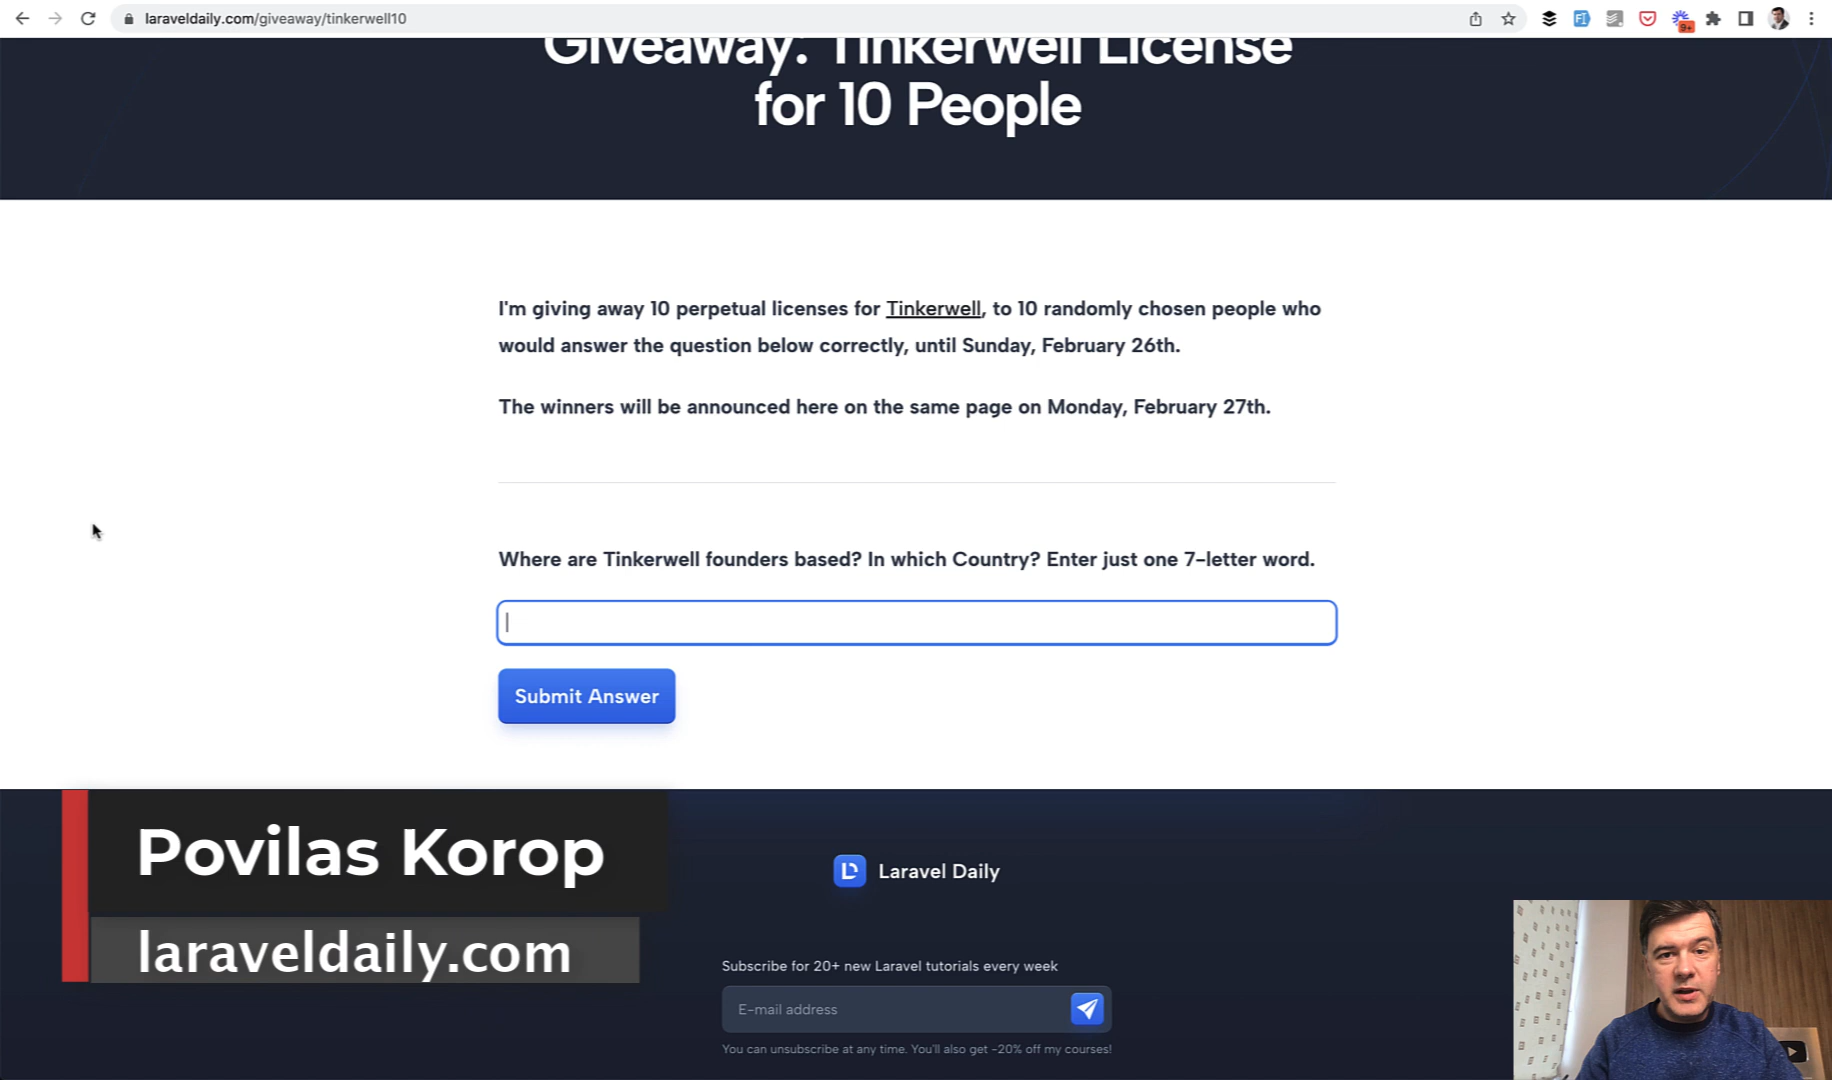 laraveldaily.com/giveaway/tinkerwell10
9+
Giveaway: Tinkerwell License
for 10 People
I'm giving away 10 perpetual licenses for Tinkerwell, to 10 randomly chosen people who
would answer the question below correctly, until Sunday, February 26th.
The winners will be announced here on the same page on Monday, February 27th.
Where are Tinkerwell founders based? In which Country? Enter just one 7-letter word.
Submit Answer
Povilas Korop
laraveldaily.com
Laravel Daily
Subscribe for 20+ new Laravel tutorials every week
E-mail address
You can unsubscribe at any time. You'll also get -20% off my courses!